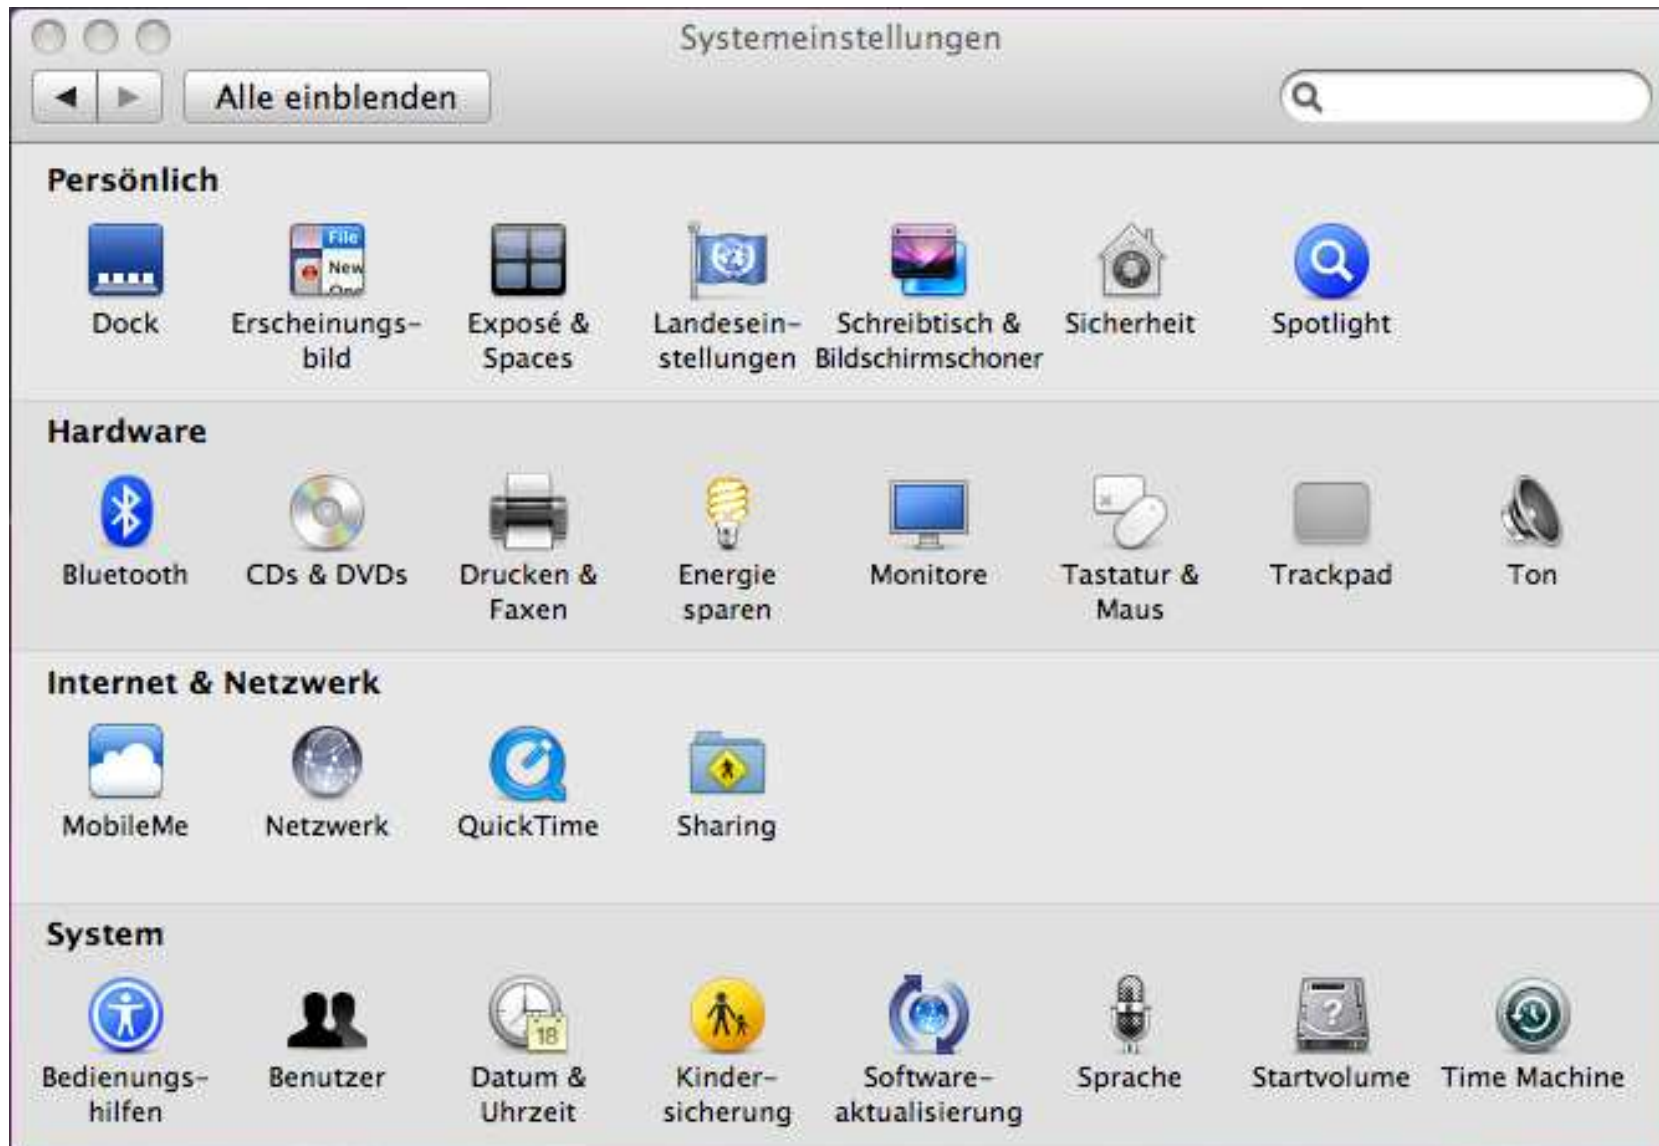 Systemeinstellungen
Alle einblenden
Persönlich
File
New
One
Dock
Erscheinungs-
bild
Exposé &
Spaces
Landesein-
stellungen
Schreibtisch &
Bildschirmschoner
Sicherheit
Spotlight
Hardware
Bluetooth
CDs & DVDs
Drucken &
Faxen
Energie
sparen
Monitore
Tastatur &
Maus
Trackpad
Ton
Internet & Netzwerk
MobileMe
Netzwerk
QuickTime
Sharing
System
18
?
Bedienungs-
hilfen
Benutzer
Datum &
Uhrzeit
Kinder-
sicherung
Software-
aktualisierung
Sprache
Startvolume
Time Machine